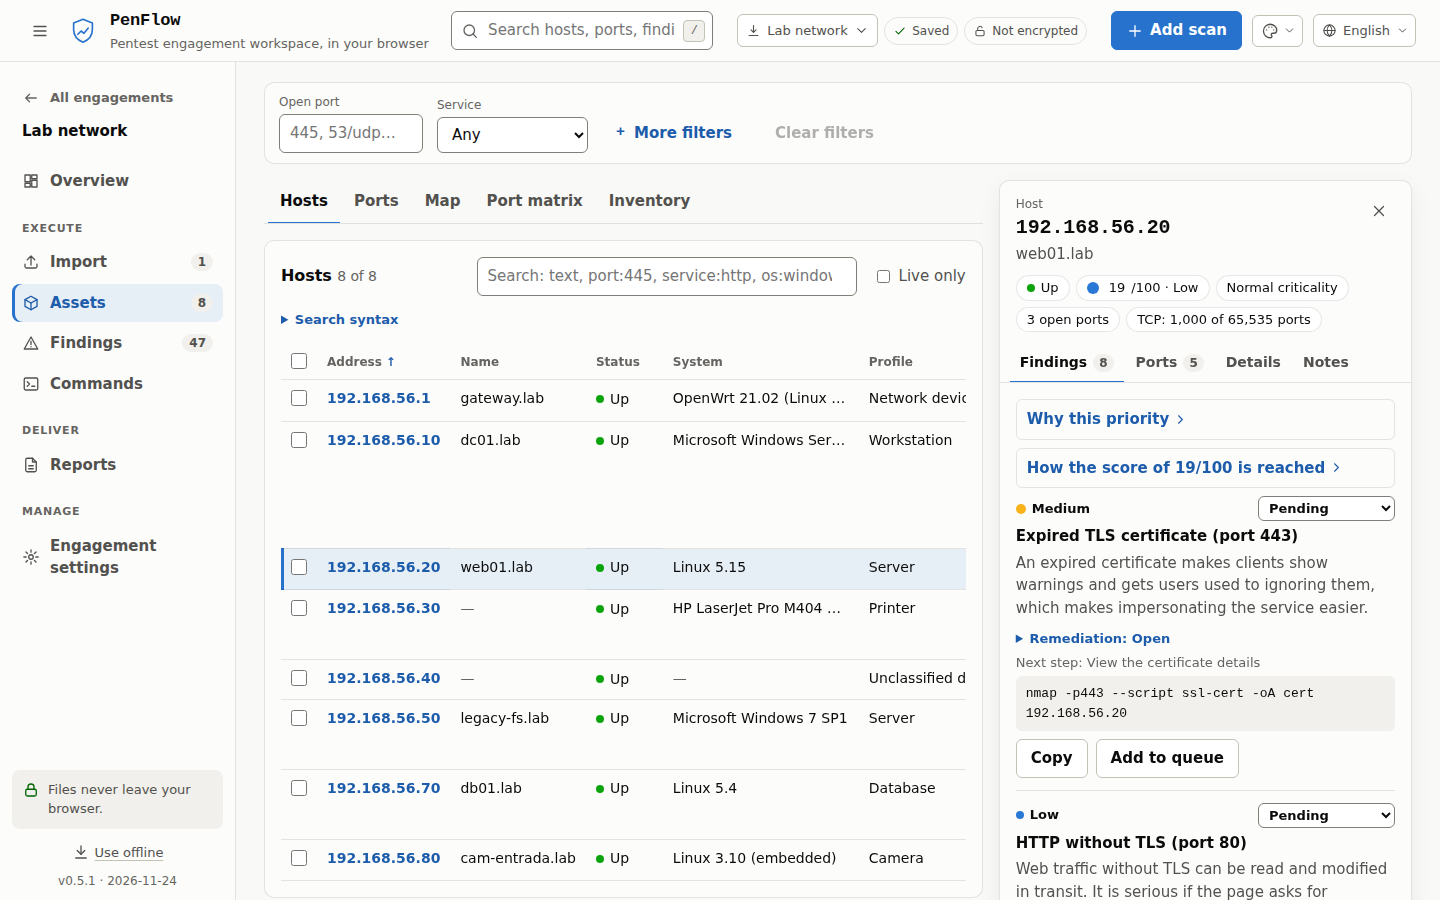 PenFlow
Pentest engagement workspace, in your browser
Search hosts, ports, findi
/
Lab network
Saved
Not encrypted
Add scan
English
All engagements
Lab network
Overview
EXECUTE
Import 1
Assets 8
Findings 47
Commands
DELIVER
Reports
MANAGE
Engagement
settings
Files never leave your
browser.
Use offline
v0.5.1 · 2026-11-24
Open port
445, 53/udp...
Service
Any
+ More filters
Clear filters
Hosts
Ports
Map
Port matrix
Inventory
Hosts 8 of 8
Search: text, port:445, service:http, os:window
Live only
Search syntax
Address ↑ Name Status System Profile
192.168.56.1 gateway.lab Up OpenWrt 21.02 (Linux ... Network devic
192.168.56.10 dc01.lab Up Microsoft Windows Ser... Workstation
192.168.56.20 web01.lab Up Linux 5.15 Server
192.168.56.30 — Up HP LaserJet Pro M404 ... Printer
192.168.56.40 — Up — Unclassified d
192.168.56.50 legacy-fs.lab Up Microsoft Windows 7 SP1 Server
192.168.56.70 db01.lab Up Linux 5.4 Database
192.168.56.80 cam-entrada.lab Up Linux 3.10 (embedded) Camera
Host
192.168.56.20
web01.lab
Up
19 /100 · Low
Normal criticality
3 open ports
TCP: 1,000 of 65,535 ports
Findings 8
Ports 5
Details
Notes
Why this priority
How the score of 19/100 is reached
Medium
Pending
Expired TLS certificate (port 443)
An expired certificate makes clients show
warnings and gets users used to ignoring them,
which makes impersonating the service easier.
Remediation: Open
Next step: View the certificate details
nmap -p443 --script ssl-cert -oA cert
192.168.56.20
Copy
Add to queue
Low
Pending
HTTP without TLS (port 80)
Web traffic without TLS can be read and modified
in transit. It is serious if the page asks for